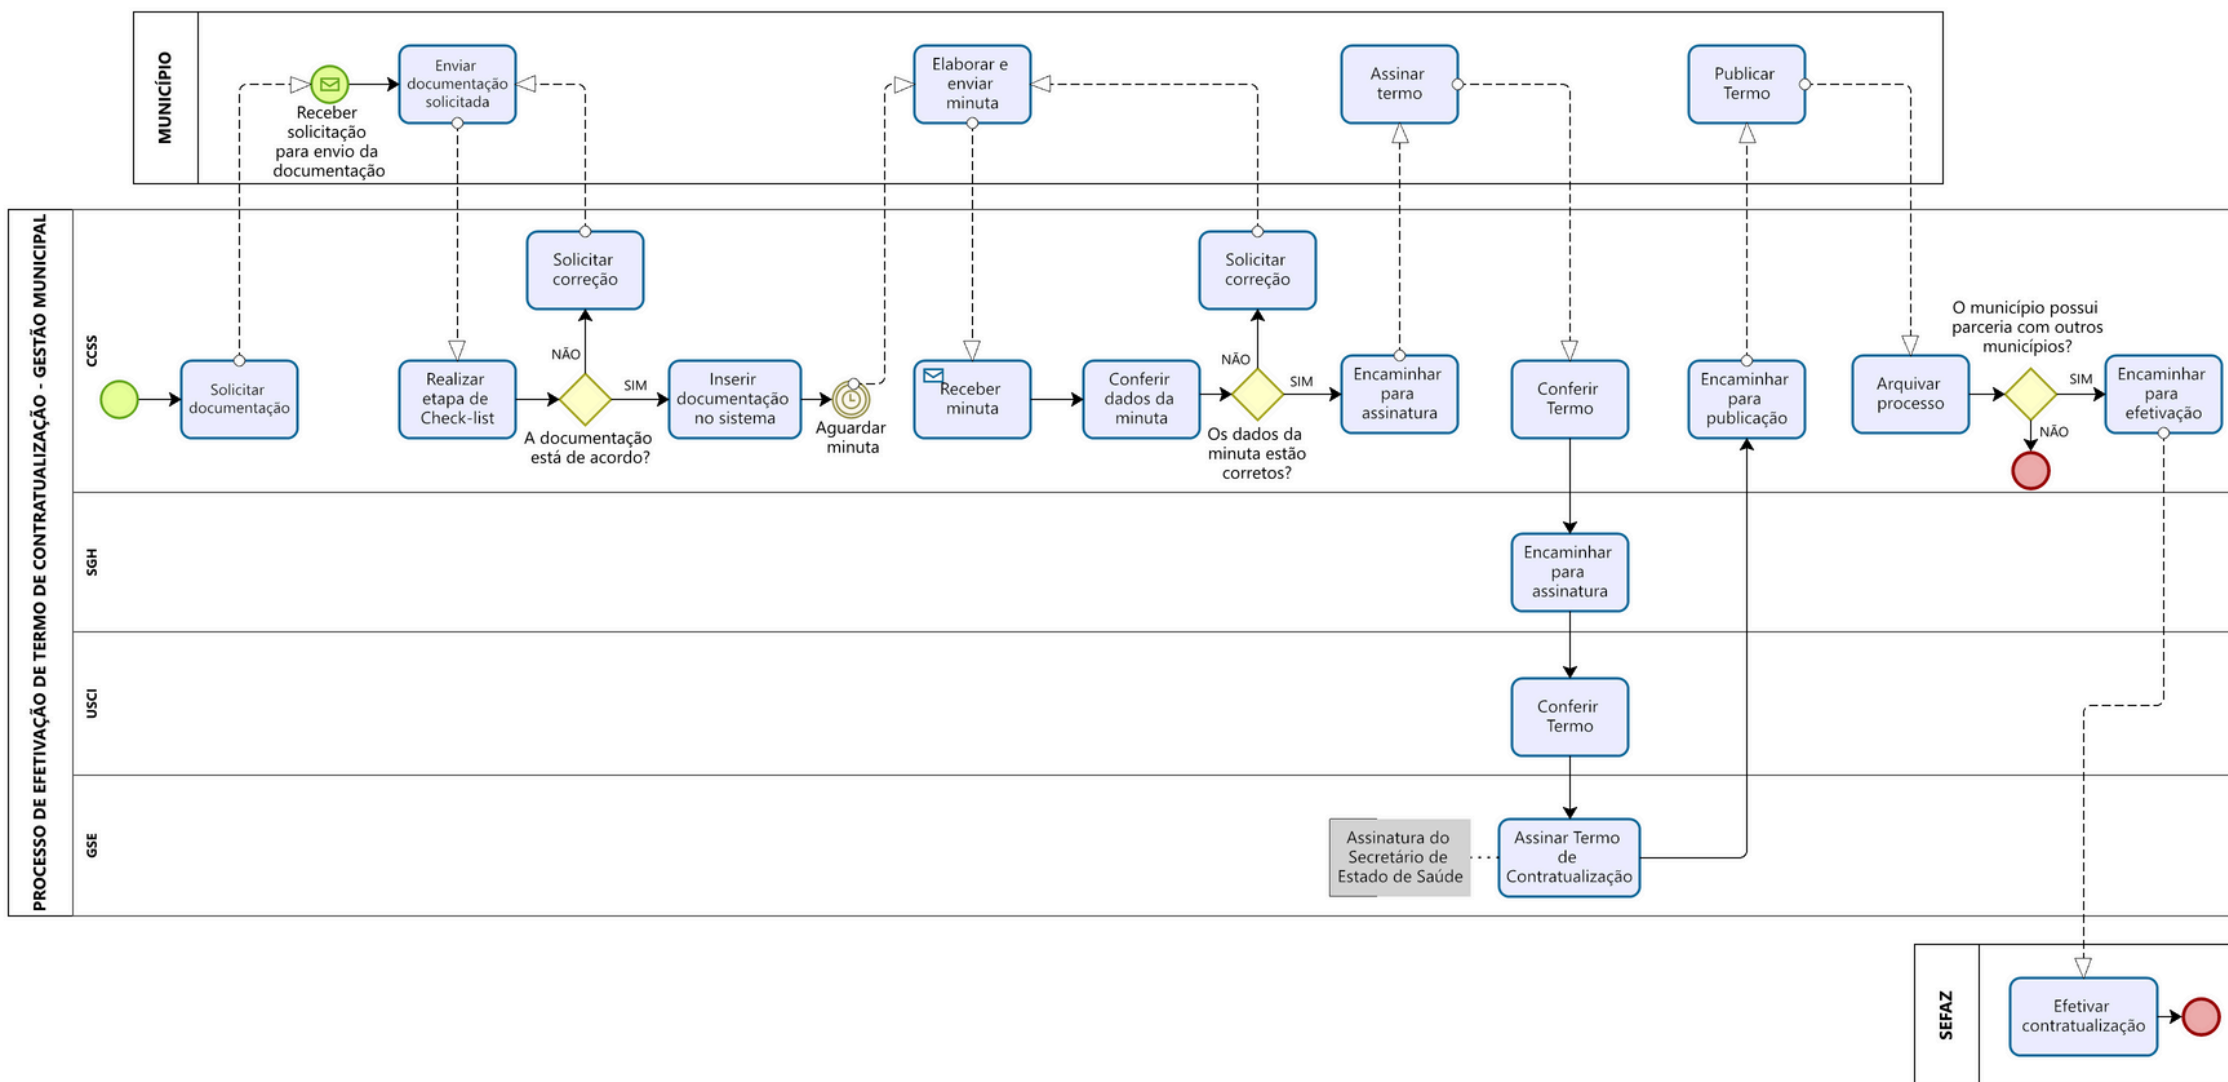 MUNICÍPIO
Enviar
documentação
solicitada
Receber
solicitação
para envio da
documentação
Elaborar e
enviar
minuta
Assinar
termo
Publicar
Termo
PROCESSO DE EFETIVAÇÃO DE TERMO DE CONTRATUALIZAÇÃO - GESTÃO MUNICIPAL
CCSS
Solicitar
documentação
Realizar
etapa de
Check-list
Solicitar
correção
NÃO
SIM
A documentação
está de acordo?
Inserir
documentação
no sistema
Aguardar
minuta
Receber
minuta
Conferir
dados da
minuta
Solicitar
correção
NÃO
SIM
Os dados da
minuta estão
corretos?
Encaminhar
para
assinatura
Conferir
Termo
Encaminhar
para
publicação
Arquivar
processo
O município possui
parceria com outros
municípios?
SIM
NÃO
Encaminhar
para
efetivação
SGH
Encaminhar
para
assinatura
USCI
Conferir
Termo
GSE
Assinatura do
Secretário de
Estado de Saúde
Assinar Termo
de
Contratualização
SEFAZ
Efetivar
contratualização